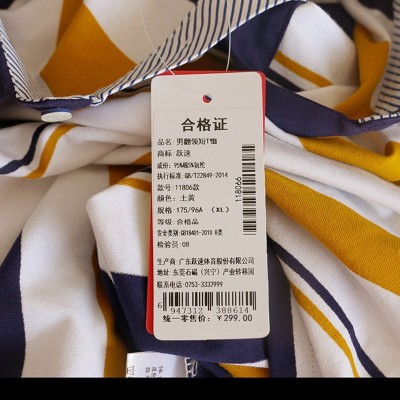 合格证
品名：男翻领短T恤
商标：跃速
成份：95%棉5%氨纶
执行标准：GB/T22849-2014
款号：11806款
颜色：土黄
规格：175/96A （XL）
等级：合格品
安全类别：GB18401-2010 B类
检验员：08
生产商：广东跃速体育股份有限公司
地址：东莞石碣（兴宁）产业转移园
联系电话：0753-3332999
6 947312 388614
统一零售价：￥299.00
118066